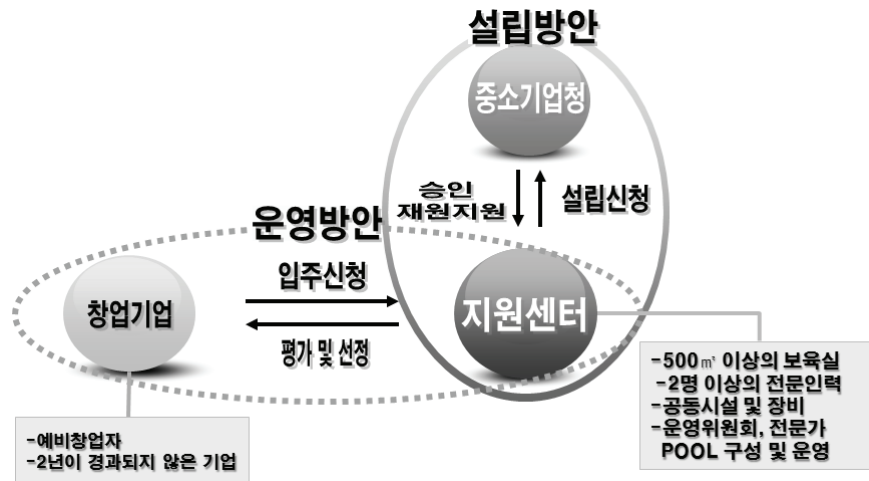 설립방안
중소기업청
승인
재원지원
설립신청
운영방안
입주신청
창업기업
지원센터
평가 및 선정
-500㎡ 이상의 보육실
-2명 이상의 전문인력
-공동시설 및 장비
-운영위원회, 전문가
POOL 구성 및 운영
-예비창업자
-2년이 경과되지 않은 기업